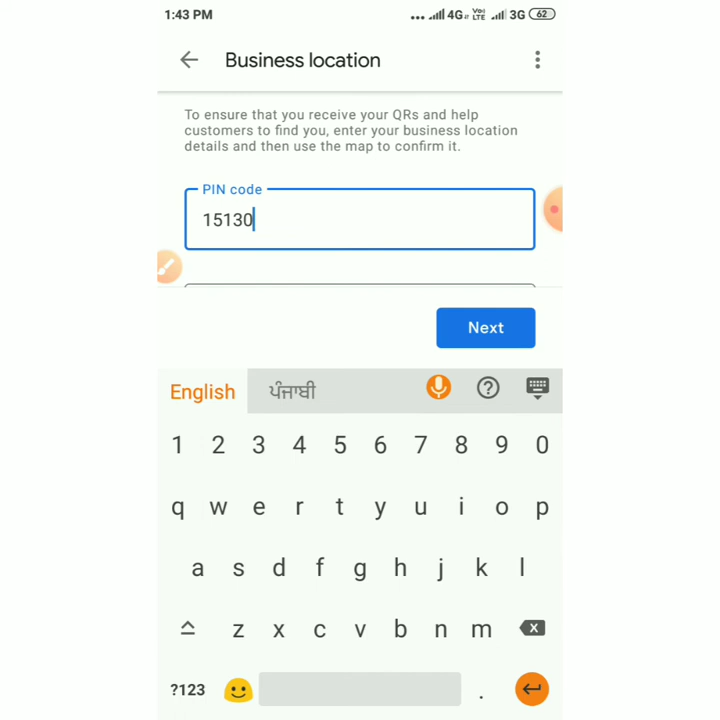 1:43 PM
... 4G Vo) LTE 3G 62
Business location
To ensure that you receive your QRs and help
customers to find you, enter your business location
details and then use the map to confirm it.
PIN code
15130
Next
English ਪੰਜਾਬੀ ?
1 2 3 4 5 6 7 8 9 0
q w e r t y u i o p
a s d f g h j k l
z x c v b n m
?123 .